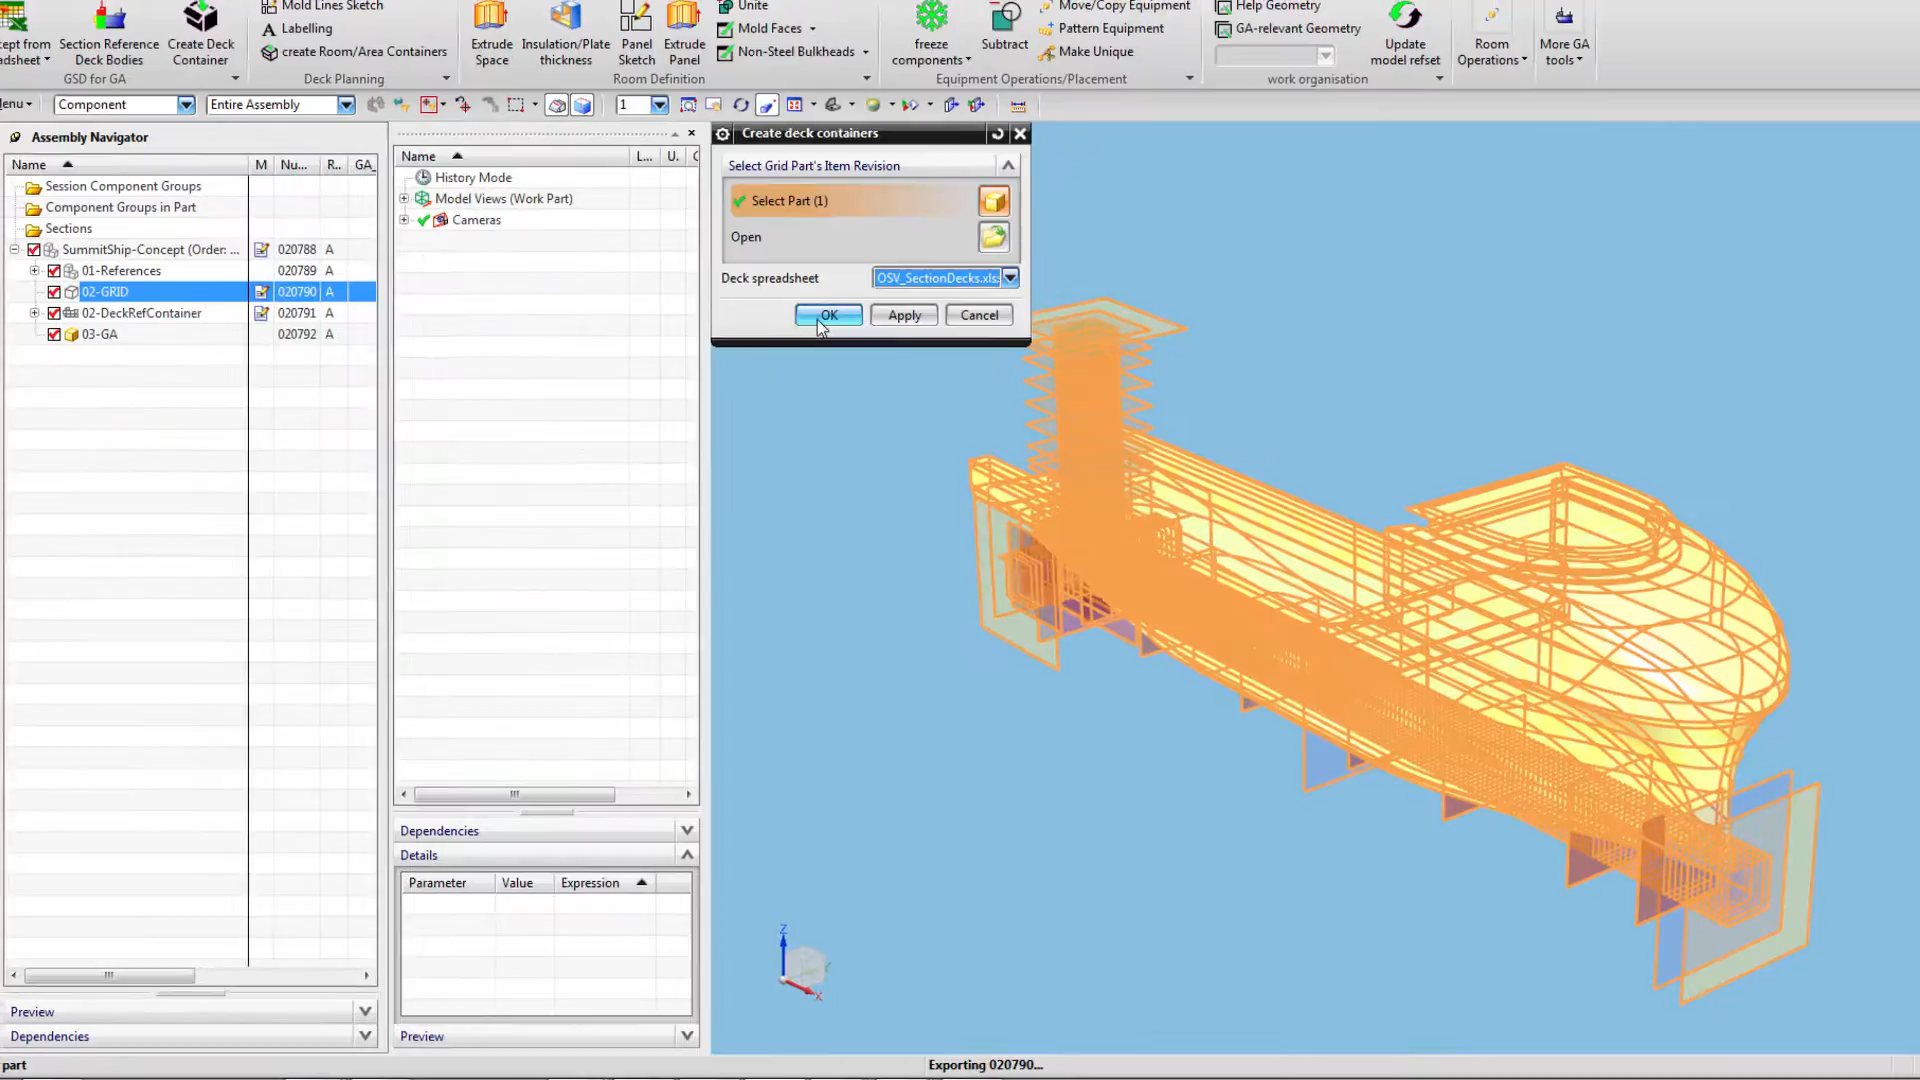 Mold Lines Sketch
Labelling
create Room/Area Containers
Section Reference
Deck Bodies
Create Deck
Container
GSD for GA
Deck Planning
Extrude
Space
Insulation/Plate
thickness
Panel
Sketch
Extrude
Panel
Unite
Mold Faces
Non-Steel Bulkheads
Room Definition
freeze
components
Subtract
Move/Copy Equipment
Pattern Equipment
Make Unique
Equipment Operations/Placement
Help Geometry
GA-relevant Geometry
Update
model refset
work organisation
Room
Operations
More GA
tools
Component
Entire Assembly
1
Assembly Navigator
Name M Nu... R.. GA_
Session Component Groups
Component Groups in Part
Sections
SummitShip-Concept (Order: ... 020788 A
01-References 020789 A
02-GRID 020790 A
02-DeckRefContainer 020791 A
03-GA 020792 A
Preview
Dependencies
Name L... U.
History Mode
Model Views (Work Part)
Cameras
Dependencies
Details
Parameter Value Expression
Preview
Create deck containers
Select Grid Part's Item Revision
Select Part (1)
Open
Deck spreadsheet OSV_SectionDecks.xls
OK Apply Cancel
Z
X
part
Exporting 020790...